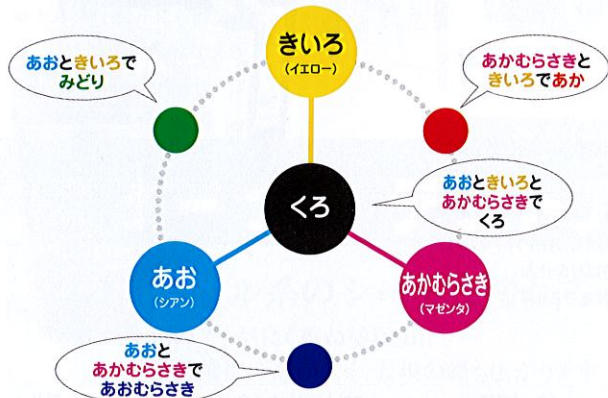 きいろ
(イエロー)
あおときいろで
みどり
あかむらさきと
きいろであか
くろ
あおときいろと
あかむらさきで
くろ
あお
(シアン)
あかむらさき
(マゼンタ)
あおと
あかむらさきで
あおむらさき